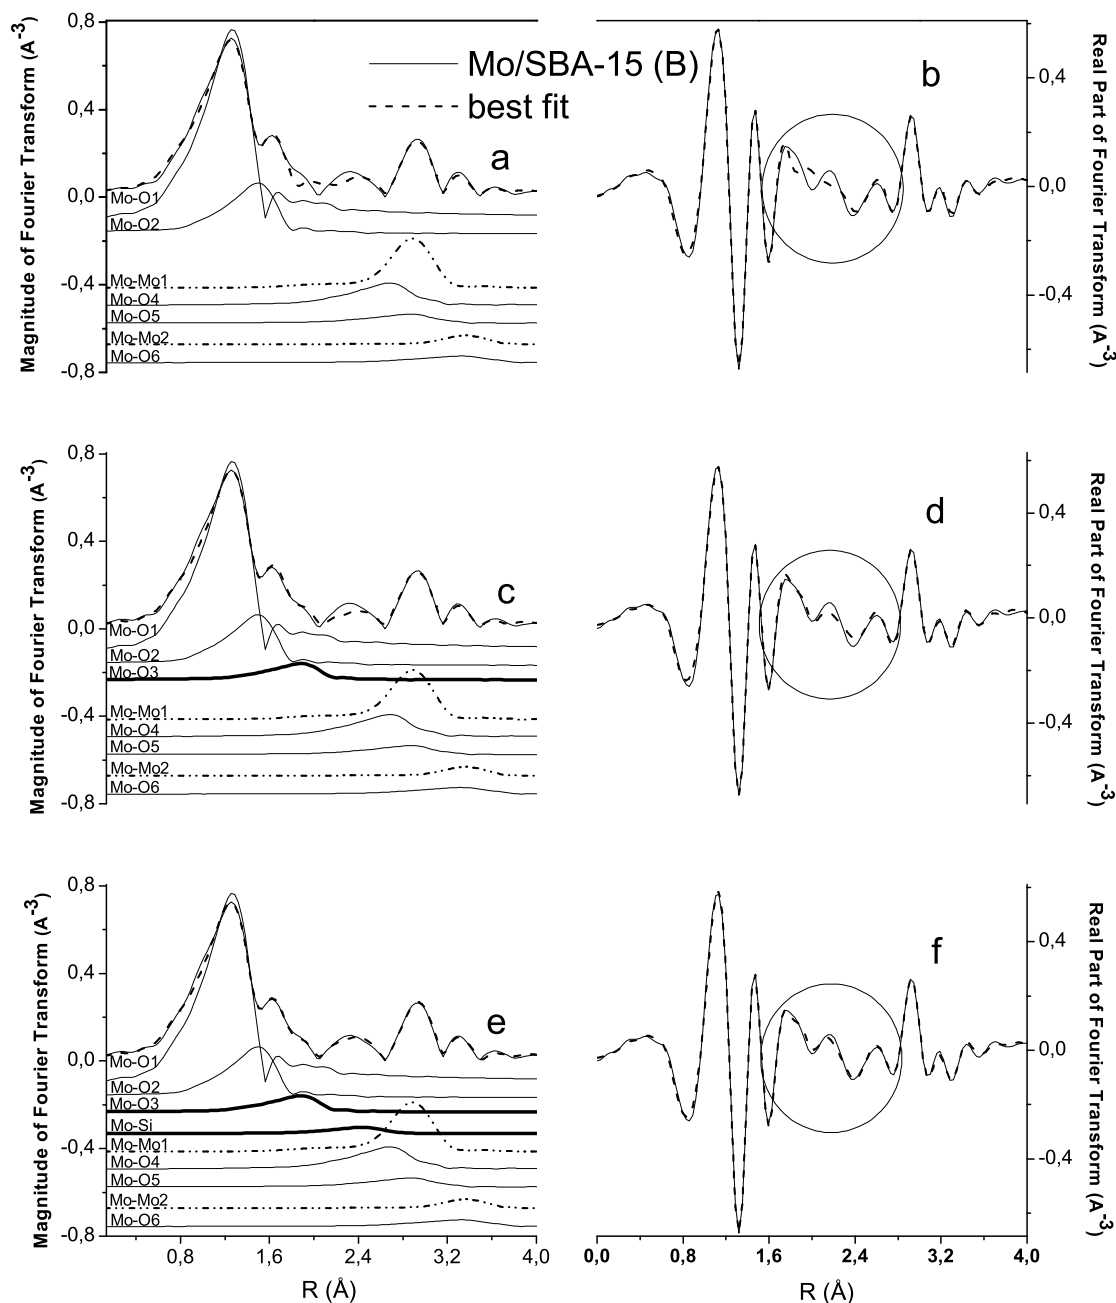 Magnitude of Fourier Transform (A⁻³)
0,8
0,4
0,0
-0,4
-0,8
Mo-O1
Mo-O2
Mo-Mo1
Mo-O4
Mo-O5
Mo-Mo2
Mo-O6
a
Mo/SBA-15 (B)
best fit
b
0,4
0,0
-0,4
Real Part of Fourier Transform (A⁻³)
Magnitude of Fourier Transform (A⁻³)
0,8
0,4
0,0
-0,4
-0,8
Mo-O1
Mo-O2
Mo-O3
Mo-Mo1
Mo-O4
Mo-O5
Mo-Mo2
Mo-O6
c
d
0,4
0,0
-0,4
Real Part of Fourier Transform (A⁻³)
Magnitude of Fourier Transform (A⁻³)
0,8
0,4
0,0
-0,4
-0,8
Mo-O1
Mo-O2
Mo-O3
Mo-Si
Mo-Mo1
Mo-O4
Mo-O5
Mo-Mo2
Mo-O6
e
0,8 1,6 2,4 3,2 4,0
R (Å)
f
0,4
0,0
-0,4
Real Part of Fourier Transform (A⁻³)
0,0 0,8 1,6 2,4 3,2 4,0
R (Å)